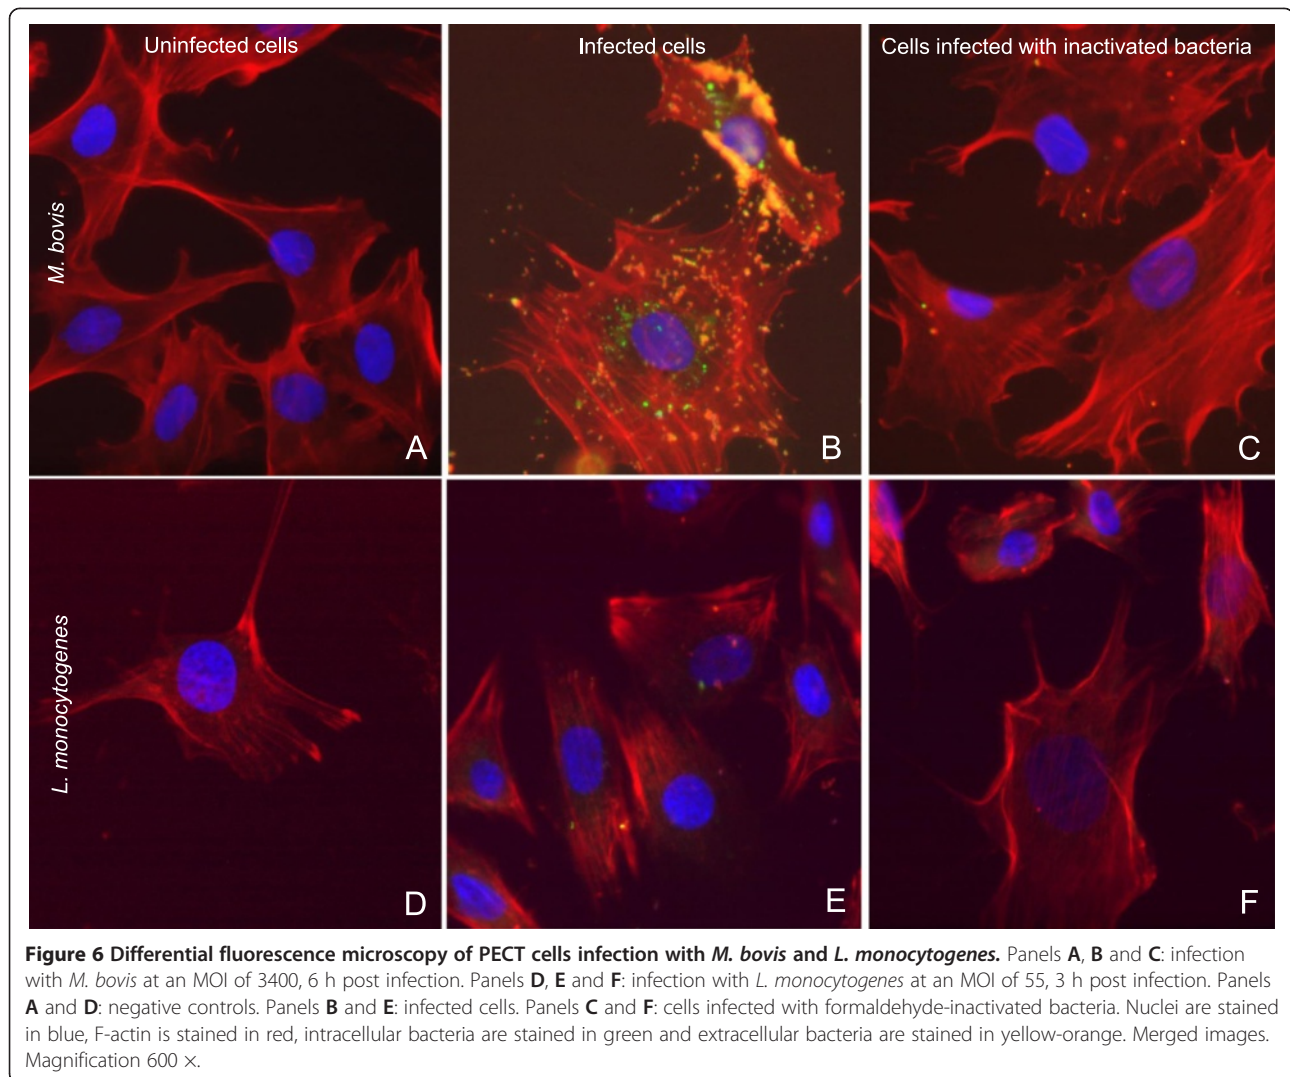 Uninfected cells
Infected cells
Cells infected with inactivated bacteria
M. bovis
A
B
C
L. monocytogenes
D
E
F
Figure 6 Differential fluorescence microscopy of PECT cells infection with M. bovis and L. monocytogenes. Panels A, B and C: infection
with M. bovis at an MOI of 3400, 6 h post infection. Panels D, E and F: infection with L. monocytogenes at an MOI of 55, 3 h post infection. Panels
A and D: negative controls. Panels B and E: infected cells. Panels C and F: cells infected with formaldehyde-inactivated bacteria. Nuclei are stained
in blue, F-actin is stained in red, intracellular bacteria are stained in green and extracellular bacteria are stained in yellow-orange. Merged images.
Magnification 600 ×.